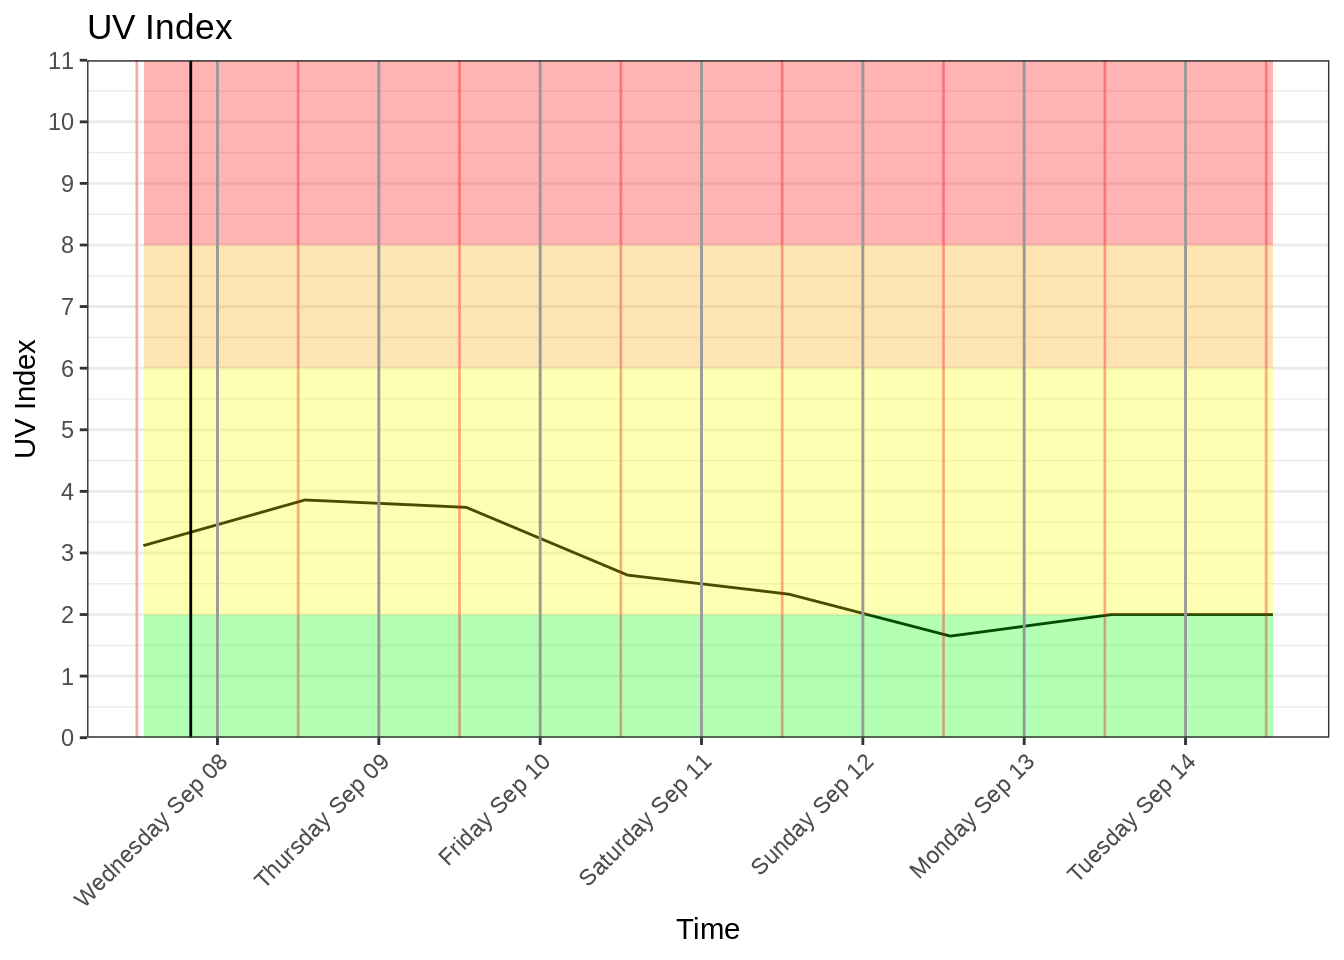 UV Index
11
10
9
8
7
6
5
4
3
2
1
0
UV Index
Wednesday Sep 08
Thursday Sep 09
Friday Sep 10
Saturday Sep 11
Sunday Sep 12
Monday Sep 13
Tuesday Sep 14
Time